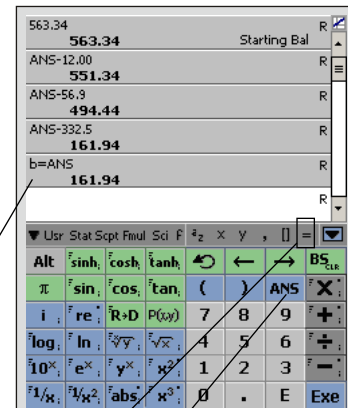 563.34 R
563.34 Starting Bal
ANS-12.00 R
551.34
ANS-56.9 R
494.44
ANS-332.5 R
161.94
b=ANS R
161.94
R
Usr Stat Scpt Fmul Sci F az X y , [] =
Alt sinh cosh tanh BS CLR
π sin cos tan ( ) ANS X
i re R▸D P(x,y) 7 8 9 +
log ln 4 5 6 ÷
10^x e^x y^x x² 1 2 3 -
1/x 1/x² abs x³ 0 . E Exe